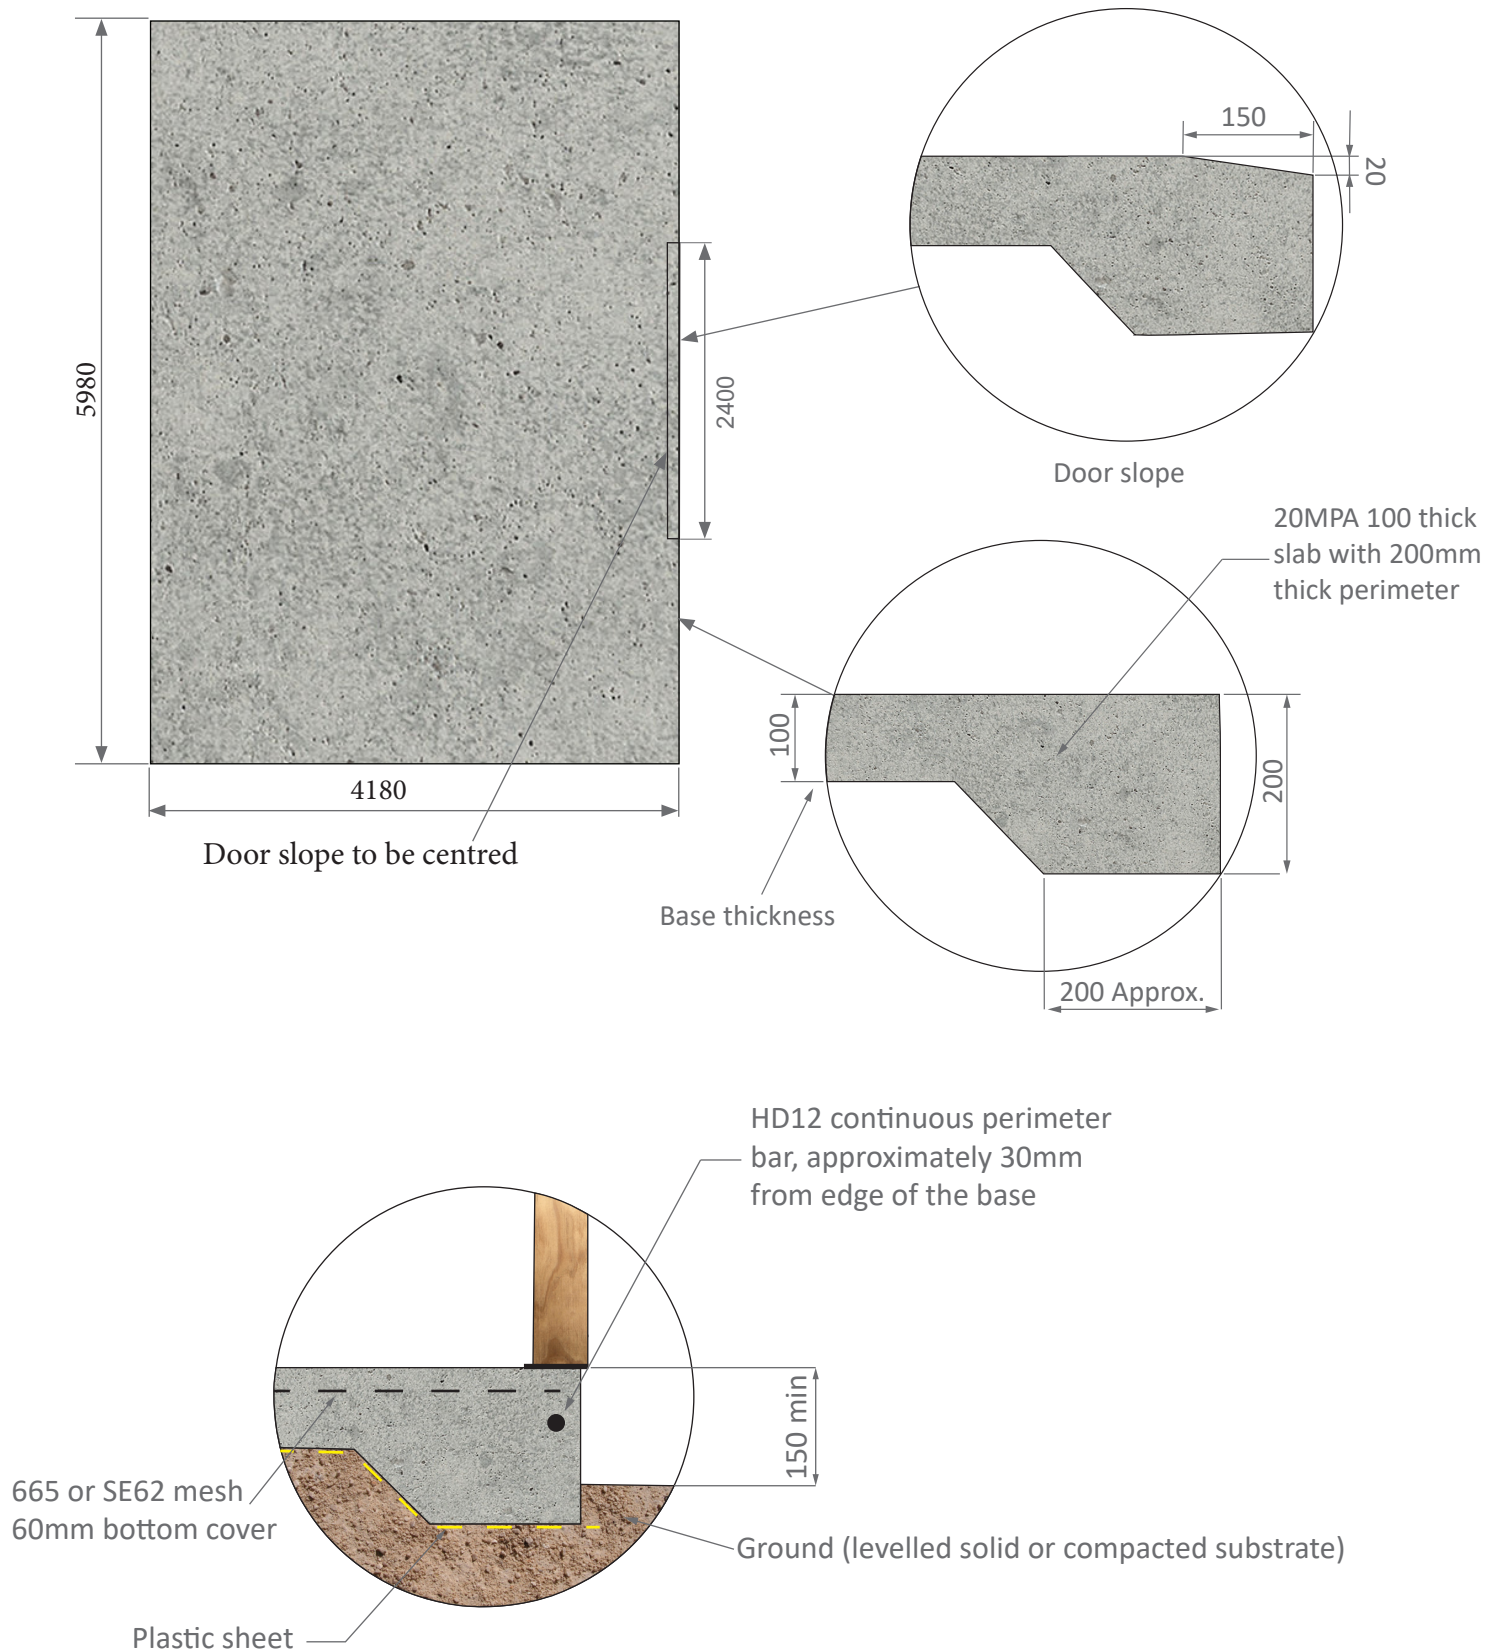 150
20
5980
2400
Door slope
20MPA 100 thick
slab with 200mm
thick perimeter
100
200
4180
Door slope to be centred
Base thickness
200 Approx.
HD12 continuous perimeter
bar, approximately 30mm
from edge of the base
150 min
665 or SE62 mesh
60mm bottom cover
Ground (levelled solid or compacted substrate)
Plastic sheet